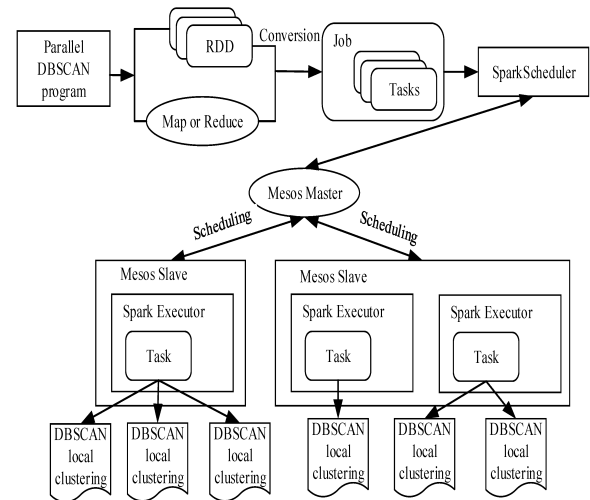 Parallel
DBSCAN
program
RDD
Map or Reduce
Conversion
Job
Tasks
SparkScheduler
Mesos Master
Scheduling
Scheduling
Mesos Slave
Spark Executor
Task
Mesos Slave
Spark Executor
Task
Spark Executor
Task
DBSCAN
local
clustering
DBSCAN
local
clustering
DBSCAN
local
clustering
DBSCAN
local
clustering
DBSCAN
local
clustering
DBSCAN
local
clustering